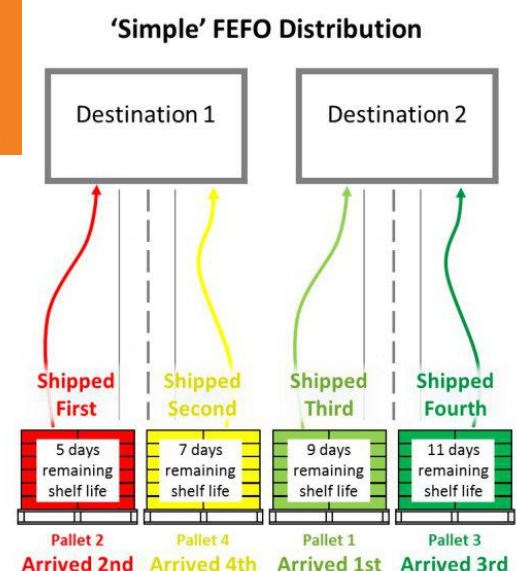 'Simple' FEFO Distribution
Destination 1
Destination 2
Shipped First
Shipped Second
Shipped Third
Shipped Fourth
5 days
remaining
shelf life
7 days
remaining
shelf life
9 days
remaining
shelf life
11 days
remaining
shelf life
Pallet 2
Arrived 2nd
Pallet 4
Arrived 4th
Pallet 1
Arrived 1st
Pallet 3
Arrived 3rd